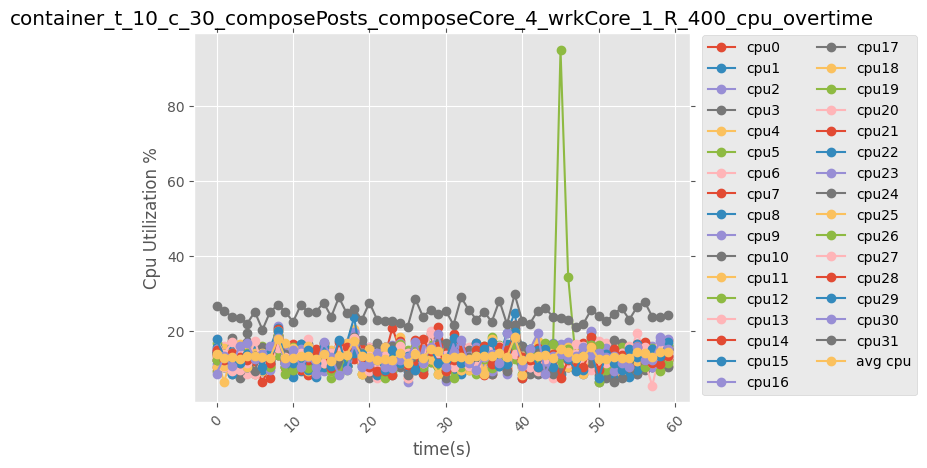 container_t_10_c_30_composePosts_composeCore_4_wrkCore_1_R_400_cpu_overtime
Cpu Utilization %
80
60
40
20
0
10
20
30
40
50
60
time(s)
cpu0
cpu1
cpu2
cpu3
cpu4
cpu5
cpu6
cpu7
cpu8
cpu9
cpu10
cpu11
cpu12
cpu13
cpu14
cpu15
cpu16
cpu17
cpu18
cpu19
cpu20
cpu21
cpu22
cpu23
cpu24
cpu25
cpu26
cpu27
cpu28
cpu29
cpu30
cpu31
avg cpu